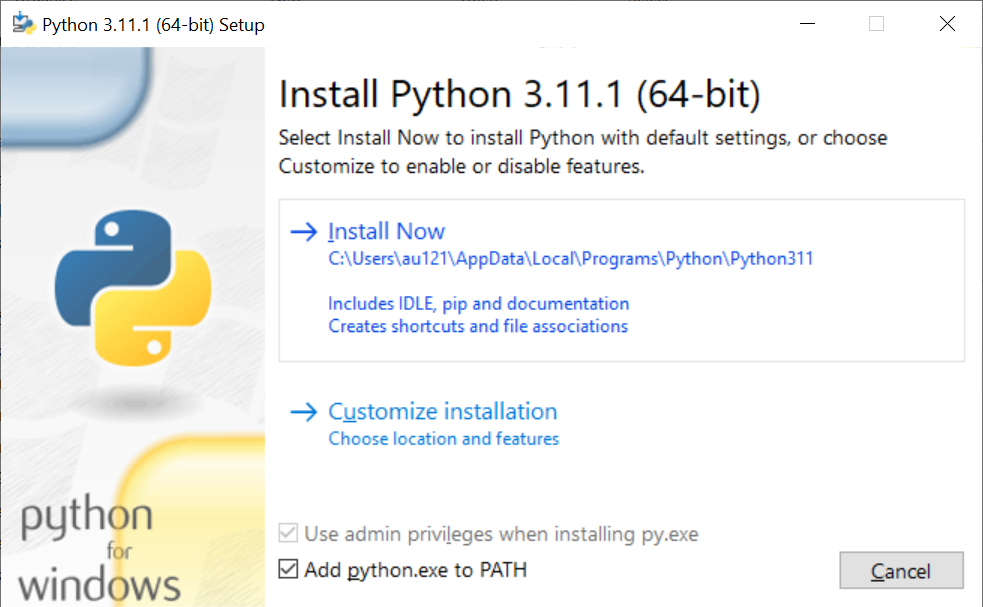 Python 3.11.1 (64-bit) Setup
Install Python 3.11.1 (64-bit)
Select Install Now to install Python with default settings, or choose
Customize to enable or disable features.
Install Now
C:\Users\au121\AppData\Local\Programs\Python\Python311
Includes IDLE, pip and documentation
Creates shortcuts and file associations
Customize installation
Choose location and features
Use admin privileges when installing py.exe
Add python.exe to PATH
Cancel
python
for
windows